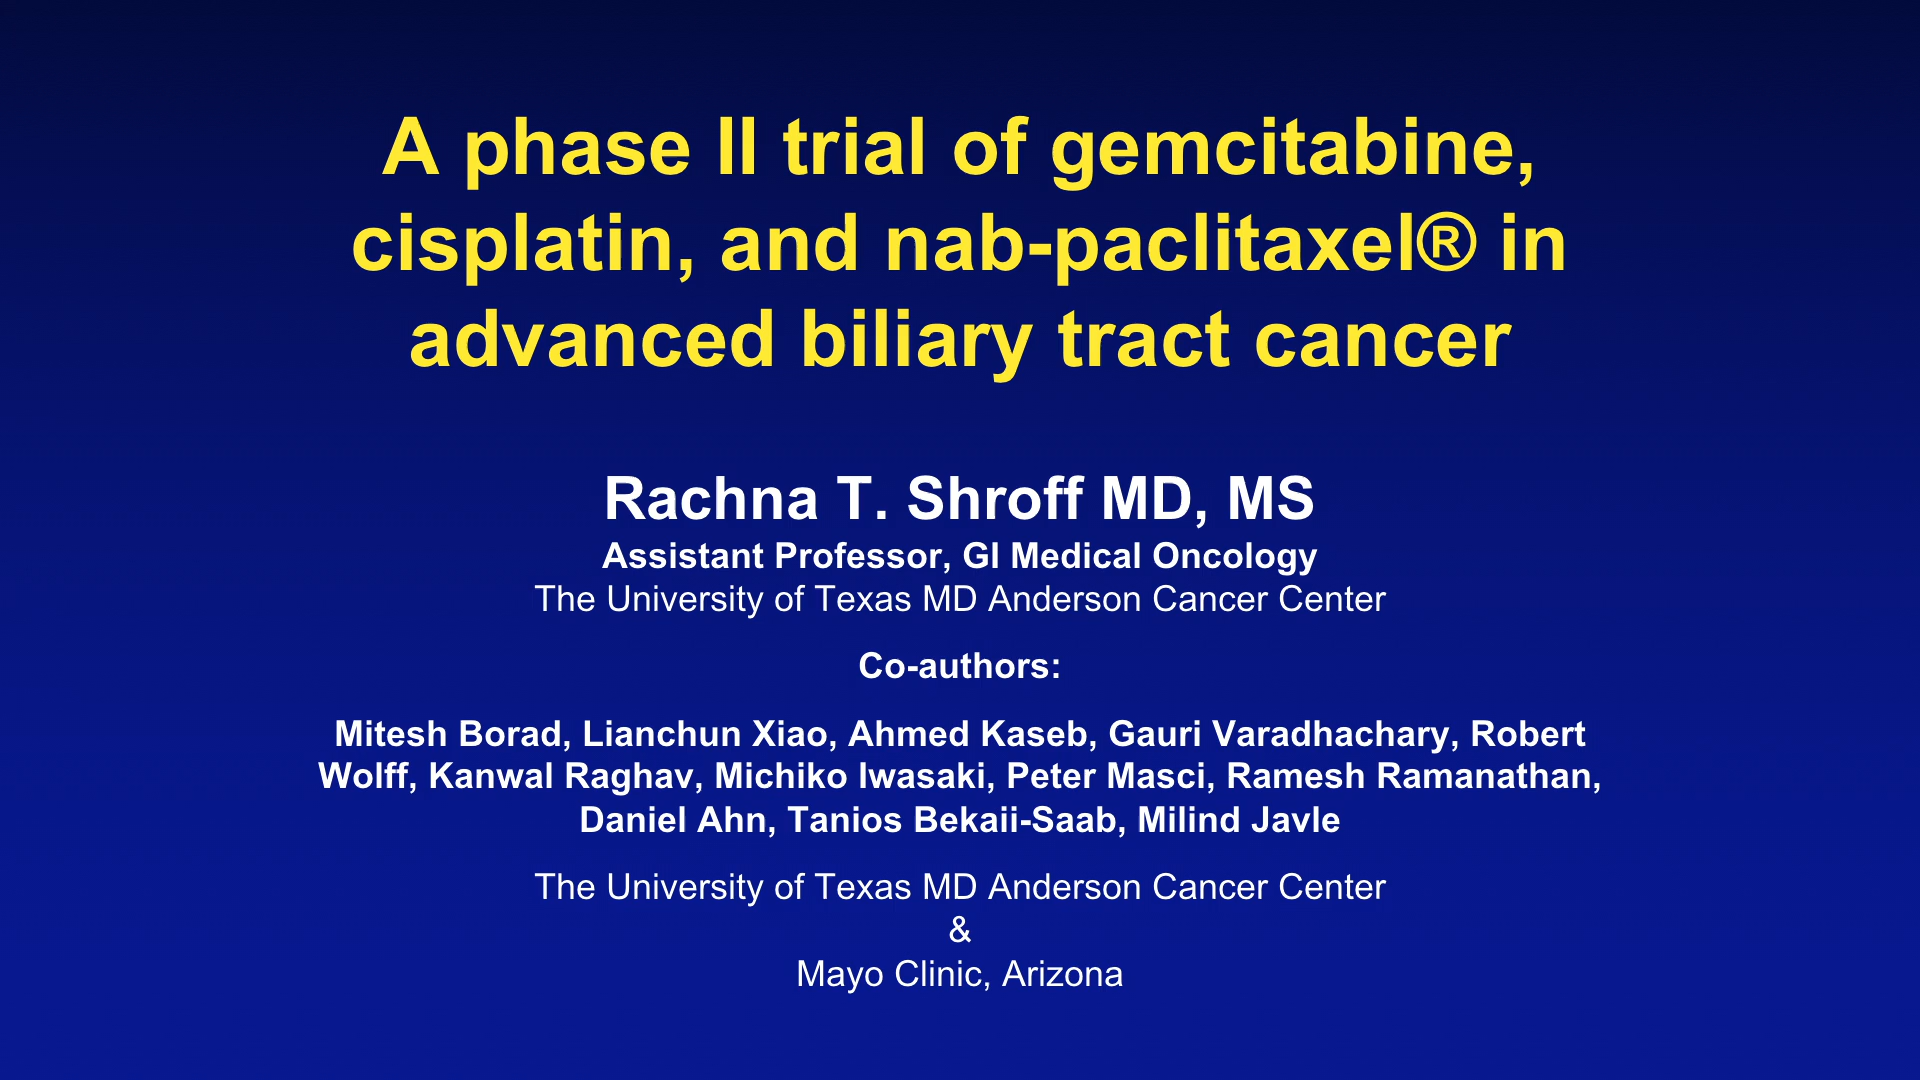 A phase II trial of gemcitabine,
cisplatin, and nab-paclitaxel® in
advanced biliary tract cancer
Rachna T. Shroff MD, MS
Assistant Professor, GI Medical Oncology
The University of Texas MD Anderson Cancer Center
Co-authors:
Mitesh Borad, Lianchun Xiao, Ahmed Kaseb, Gauri Varadhachary, Robert
Wolff, Kanwal Raghav, Michiko Iwasaki, Peter Masci, Ramesh Ramanathan,
Daniel Ahn, Tanios Bekaii-Saab, Milind Javle
The University of Texas MD Anderson Cancer Center
&
Mayo Clinic, Arizona